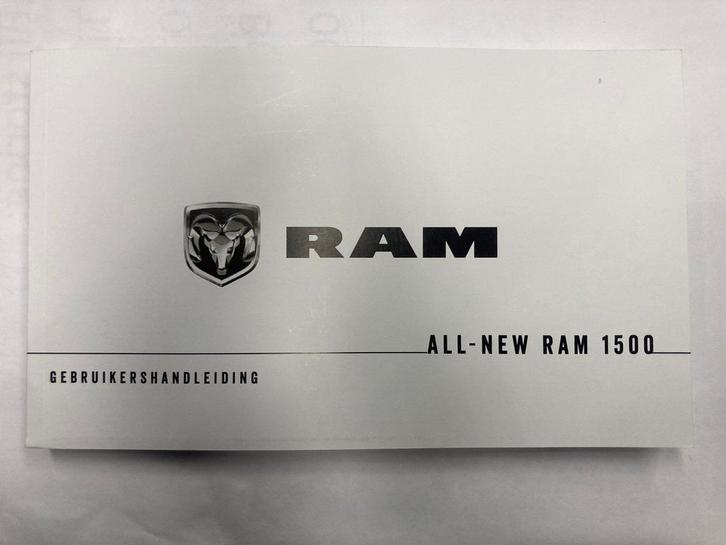 RAM
ALL-NEW RAM 1500
GEBRUIKERSHANDLEIDING